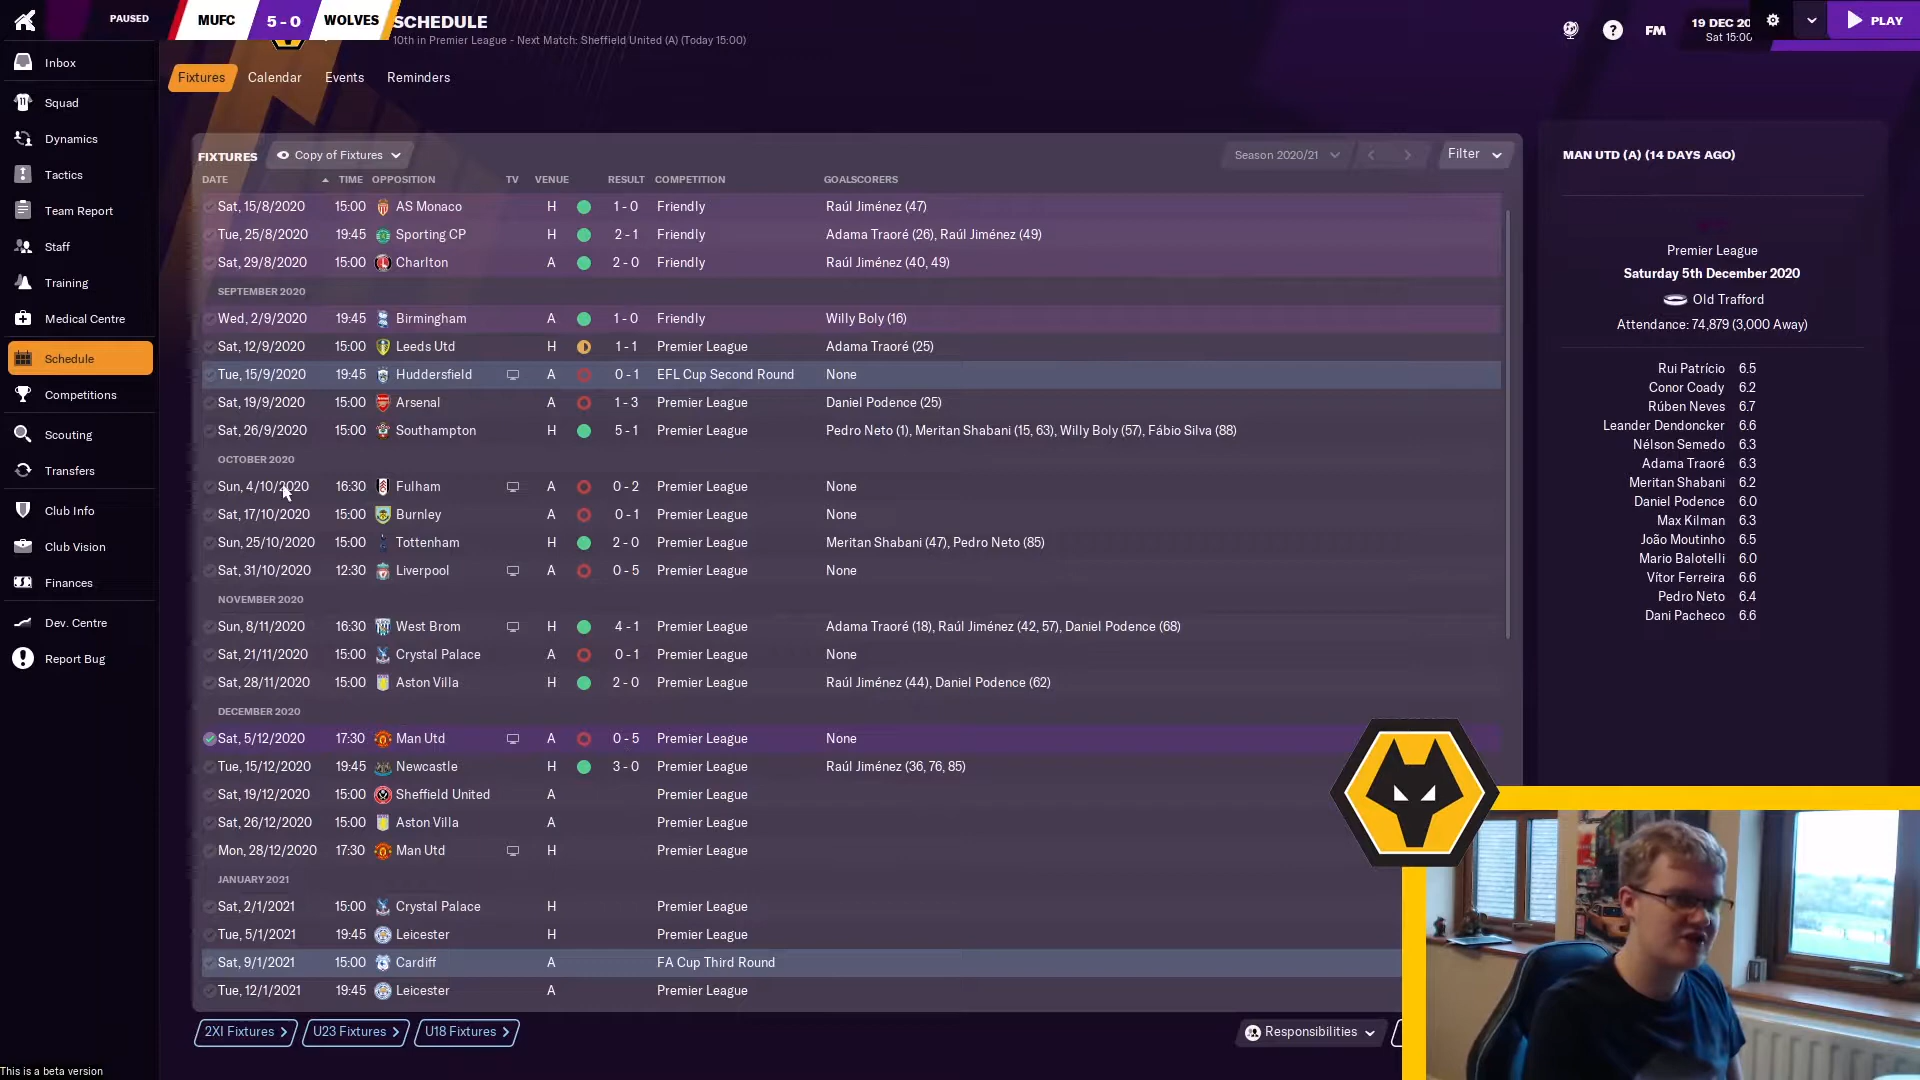 PAUSED
MUFC 5 - 0 WOLVES
SCHEDULE
10th in Premier League - Next Match: Sheffield United (A) (Today 15:00)
FM
19 DEC 20
Sat 15:00
PLAY
Inbox
Squad
Dynamics
Tactics
Team Report
Staff
Training
Medical Centre
Schedule
Competitions
Scouting
Transfers
Club Info
Club Vision
Finances
Dev. Centre
Report Bug
This is a beta version
Fixtures Calendar Events Reminders
FIXTURES Copy of Fixtures Season 2020/21 Filter
DATE TIME OPPOSITION TV VENUE RESULT COMPETITION GOALSCORERS
Sat, 15/8/2020 15:00 AS Monaco H 1 - 0 Friendly Raúl Jiménez (47)
Tue, 25/8/2020 19:45 Sporting CP H 2 - 1 Friendly Adama Traoré (26), Raúl Jiménez (49)
Sat, 29/8/2020 15:00 Charlton A 2 - 0 Friendly Raúl Jiménez (40, 49)
SEPTEMBER 2020
Wed, 2/9/2020 19:45 Birmingham A 1 - 0 Friendly Willy Boly (16)
Sat, 12/9/2020 15:00 Leeds Utd H 1 - 1 Premier League Adama Traoré (25)
Tue, 15/9/2020 19:45 Huddersfield A 0 - 1 EFL Cup Second Round None
Sat, 19/9/2020 15:00 Arsenal A 1 - 3 Premier League Daniel Podence (25)
Sat, 26/9/2020 15:00 Southampton H 5 - 1 Premier League Pedro Neto (1), Meritan Shabani (15, 63), Willy Boly (57), Fábio Silva (88)
OCTOBER 2020
Sun, 4/10/2020 16:30 Fulham A 0 - 2 Premier League None
Sat, 17/10/2020 15:00 Burnley A 0 - 1 Premier League None
Sun, 25/10/2020 15:00 Tottenham H 2 - 0 Premier League Meritan Shabani (47), Pedro Neto (85)
Sat, 31/10/2020 12:30 Liverpool A 0 - 5 Premier League None
NOVEMBER 2020
Sun, 8/11/2020 16:30 West Brom H 4 - 1 Premier League Adama Traoré (18), Raúl Jiménez (42, 57), Daniel Podence (68)
Sat, 21/11/2020 15:00 Crystal Palace A 0 - 1 Premier League None
Sat, 28/11/2020 15:00 Aston Villa H 2 - 0 Premier League Raúl Jiménez (44), Daniel Podence (62)
DECEMBER 2020
Sat, 5/12/2020 17:30 Man Utd A 0 - 5 Premier League None
Tue, 15/12/2020 19:45 Newcastle H 3 - 0 Premier League Raúl Jiménez (36, 76, 85)
Sat, 19/12/2020 15:00 Sheffield United A Premier League
Sat, 26/12/2020 15:00 Aston Villa A Premier League
Mon, 28/12/2020 17:30 Man Utd H Premier League
JANUARY 2021
Sat, 2/1/2021 15:00 Crystal Palace H Premier League
Tue, 5/1/2021 19:45 Leicester H Premier League
Sat, 9/1/2021 15:00 Cardiff A FA Cup Third Round
Tue, 12/1/2021 19:45 Leicester A Premier League
2XI Fixtures U23 Fixtures U18 Fixtures Responsibilities
MAN UTD (A) (14 DAYS AGO)
Premier League
Saturday 5th December 2020
Old Trafford
Attendance: 74,879 (3,000 Away)
Rui Patrício 6.5
Conor Coady 6.2
Rúben Neves 6.7
Leander Dendoncker 6.6
Nélson Semedo 6.3
Adama Traoré 6.3
Meritan Shabani 6.2
Daniel Podence 6.0
Max Kilman 6.3
João Moutinho 6.5
Mario Balotelli 6.0
Vítor Ferreira 6.6
Pedro Neto 6.4
Dani Pacheco 6.6